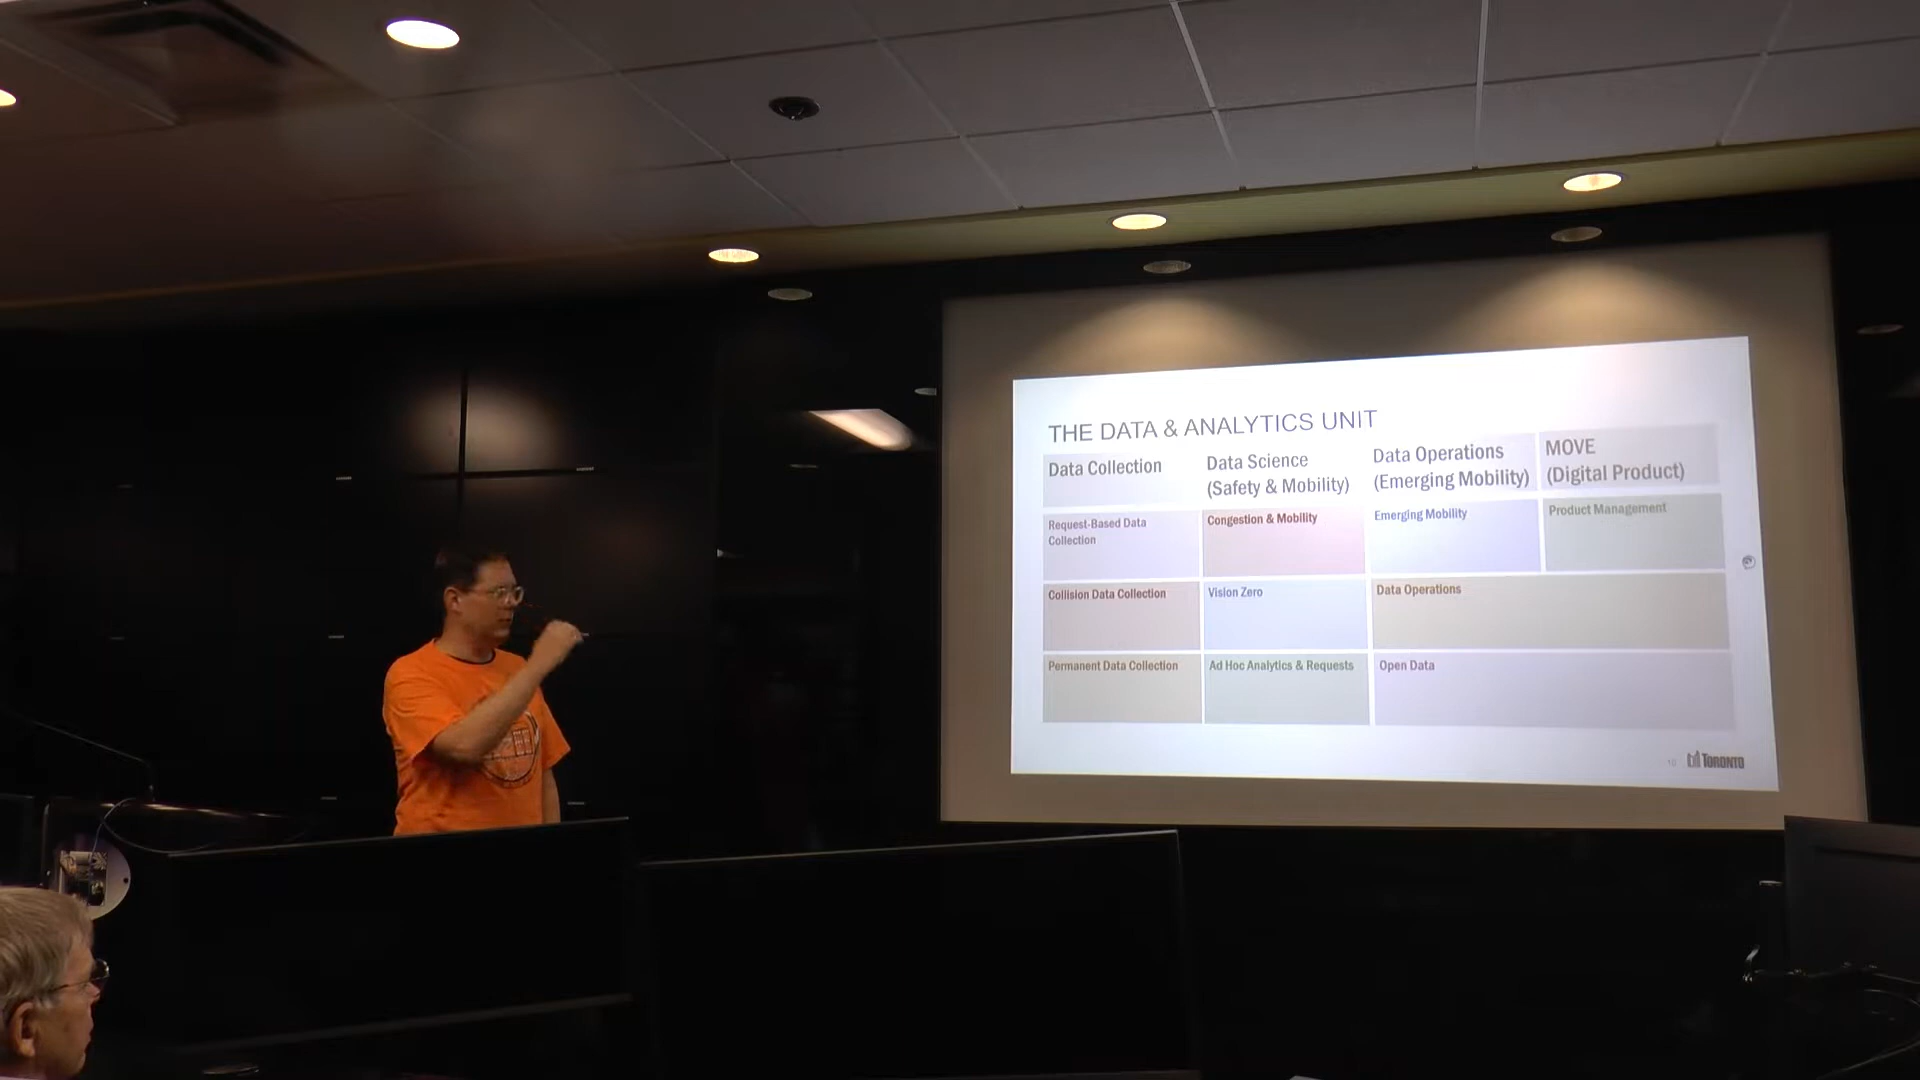 THE DATA & ANALYTICS UNIT
Data Collection
Data Science
(Safety & Mobility)
Data Operations
(Emerging Mobility)
MOVE
(Digital Product)
Request-Based Data
Collection
Congestion & Mobility
Emerging Mobility
Product Management
Collision Data Collection
Vision Zero
Data Operations
Permanent Data Collection
Ad Hoc Analytics & Requests
Open Data
10
TORONTO